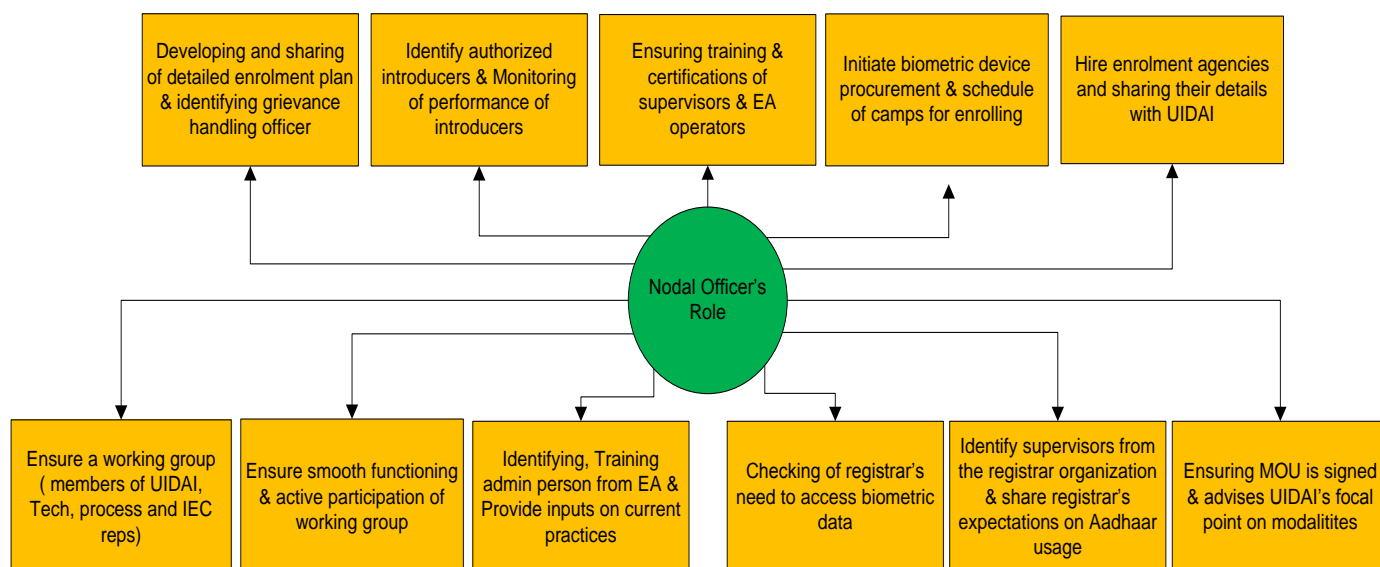 Developing and sharing
of detailed enrolment plan
& identifying grievance
handling officer
Identify authorized
introducers & Monitoring
of performance of
introducers
Ensuring training &
certifications of
supervisors & EA
operators
Initiate biometric device
procurement & schedule
of camps for enrolling
Hire enrolment agencies
and sharing their details
with UIDAI
Nodal Officer's
Role
Ensure a working group
( members of UIDAI,
Tech, process and IEC
reps)
Ensure smooth functioning
& active participation of
working group
Identifying, Training
admin person from EA &
Provide inputs on current
practices
Checking of registrar's
need to access biometric
data
Identify supervisors from
the registrar organization
& share registrar's
expectations on Aadhaar
usage
Ensuring MOU is signed
& advises UIDAI's focal
point on modalitites